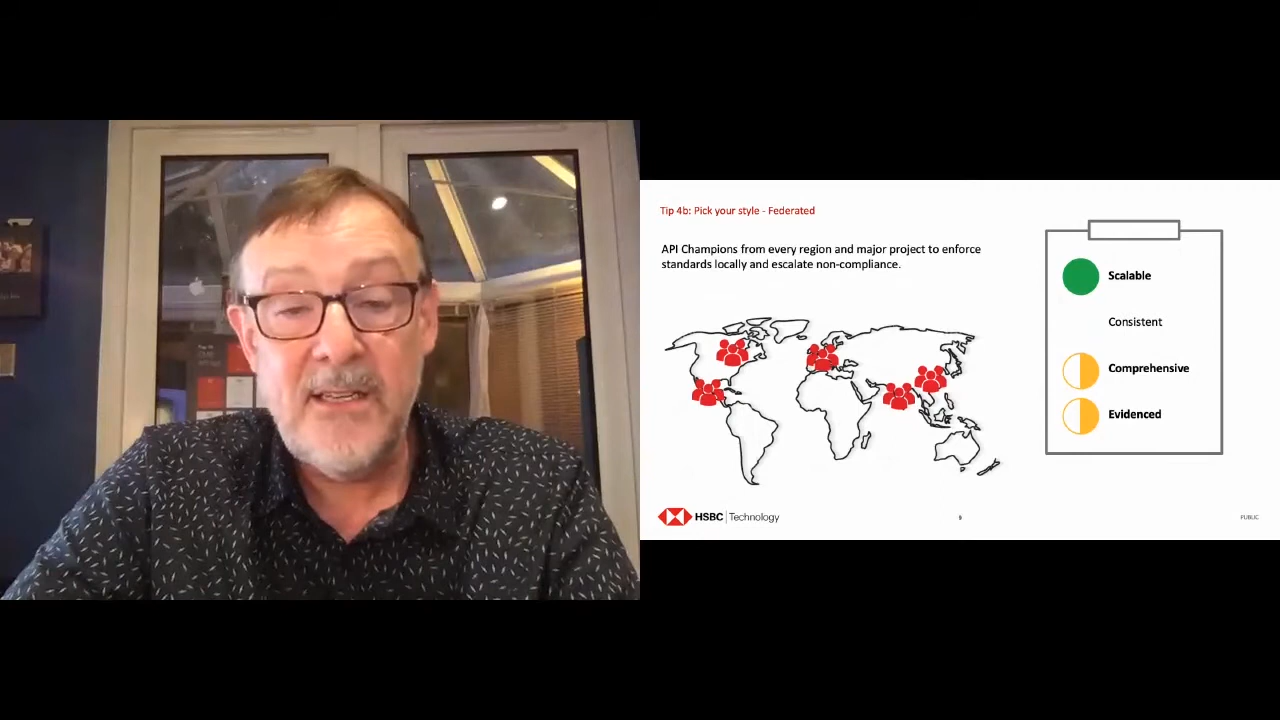 Tip 4b: Pick your style - Federated
API Champions from every region and major project to enforce
standards locally and escalate non-compliance.
Scalable
Consistent
Comprehensive
Evidenced
HSBC Technology
9
PUBLIC